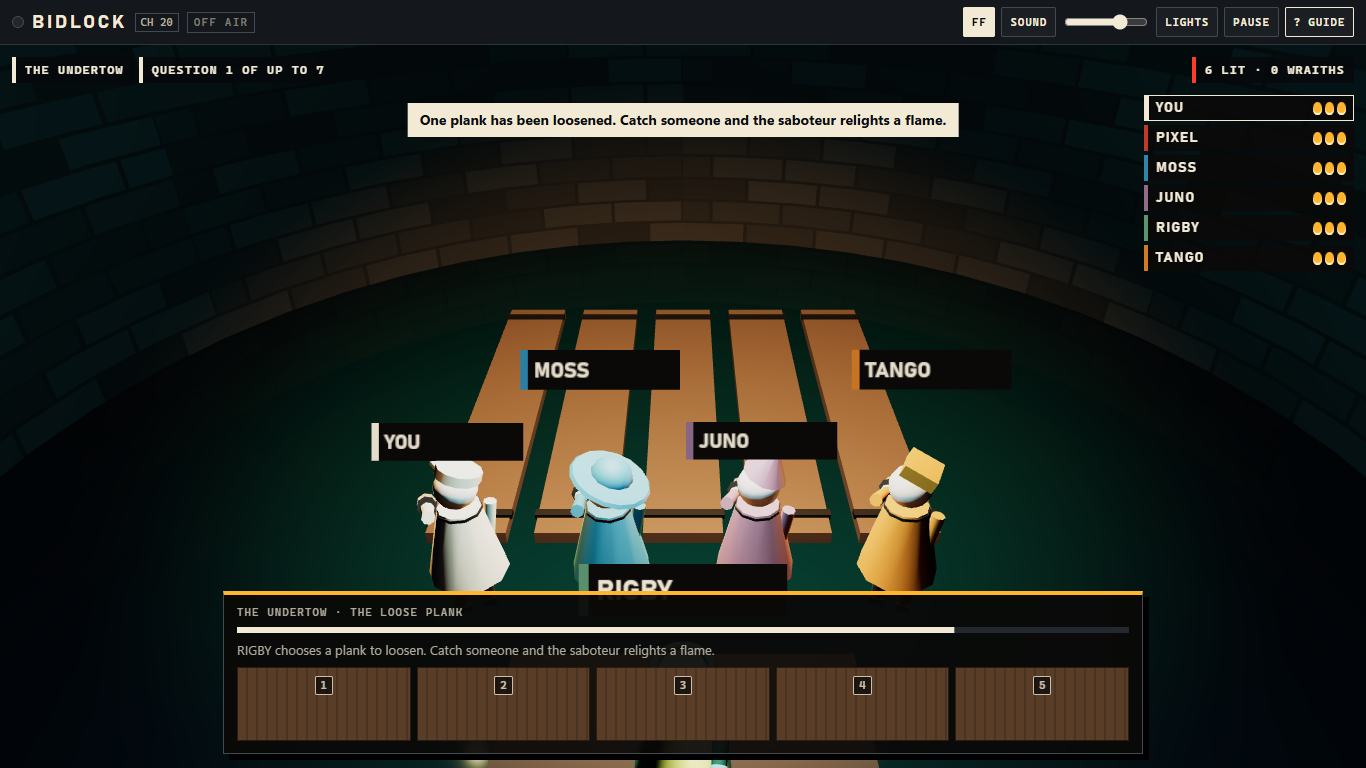 BIDLOCK CH 20 OFF AIR FF SOUND LIGHTS PAUSE ? GUIDE
THE UNDERTOW QUESTION 1 OF UP TO 7 6 LIT · 0 WRAITHS
One plank has been loosened. Catch someone and the saboteur relights a flame.
YOU
PIXEL
MOSS
JUNO
RIGBY
TANGO
MOSS TANGO
YOU JUNO
RIGBY
THE UNDERTOW · THE LOOSE PLANK
RIGBY chooses a plank to loosen. Catch someone and the saboteur relights a flame.
1 2 3 4 5